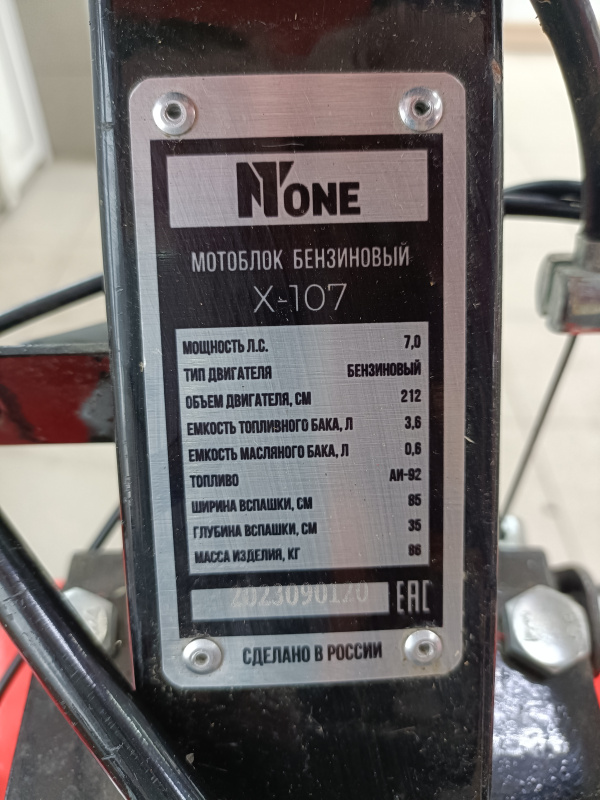 NTONE
МОТОБЛОК БЕНЗИНОВЫЙ
X-107
МОЩНОСТЬ Л.С. 7,0
ТИП ДВИГАТЕЛЯ БЕНЗИНОВЫЙ
ОБЪЕМ ДВИГАТЕЛЯ, СМ 212
ЕМКОСТЬ ТОПЛИВНОГО БАКА, Л 3,6
ЕМКОСТЬ МАСЛЯНОГО БАКА, Л 0,6
ТОПЛИВО АИ-92
ШИРИНА ВСПАШКИ, СМ 85
ГЛУБИНА ВСПАШКИ, СМ 35
МАССА ИЗДЕЛИЯ, КГ 86
2023090120 EAC
СДЕЛАНО В РОССИИ